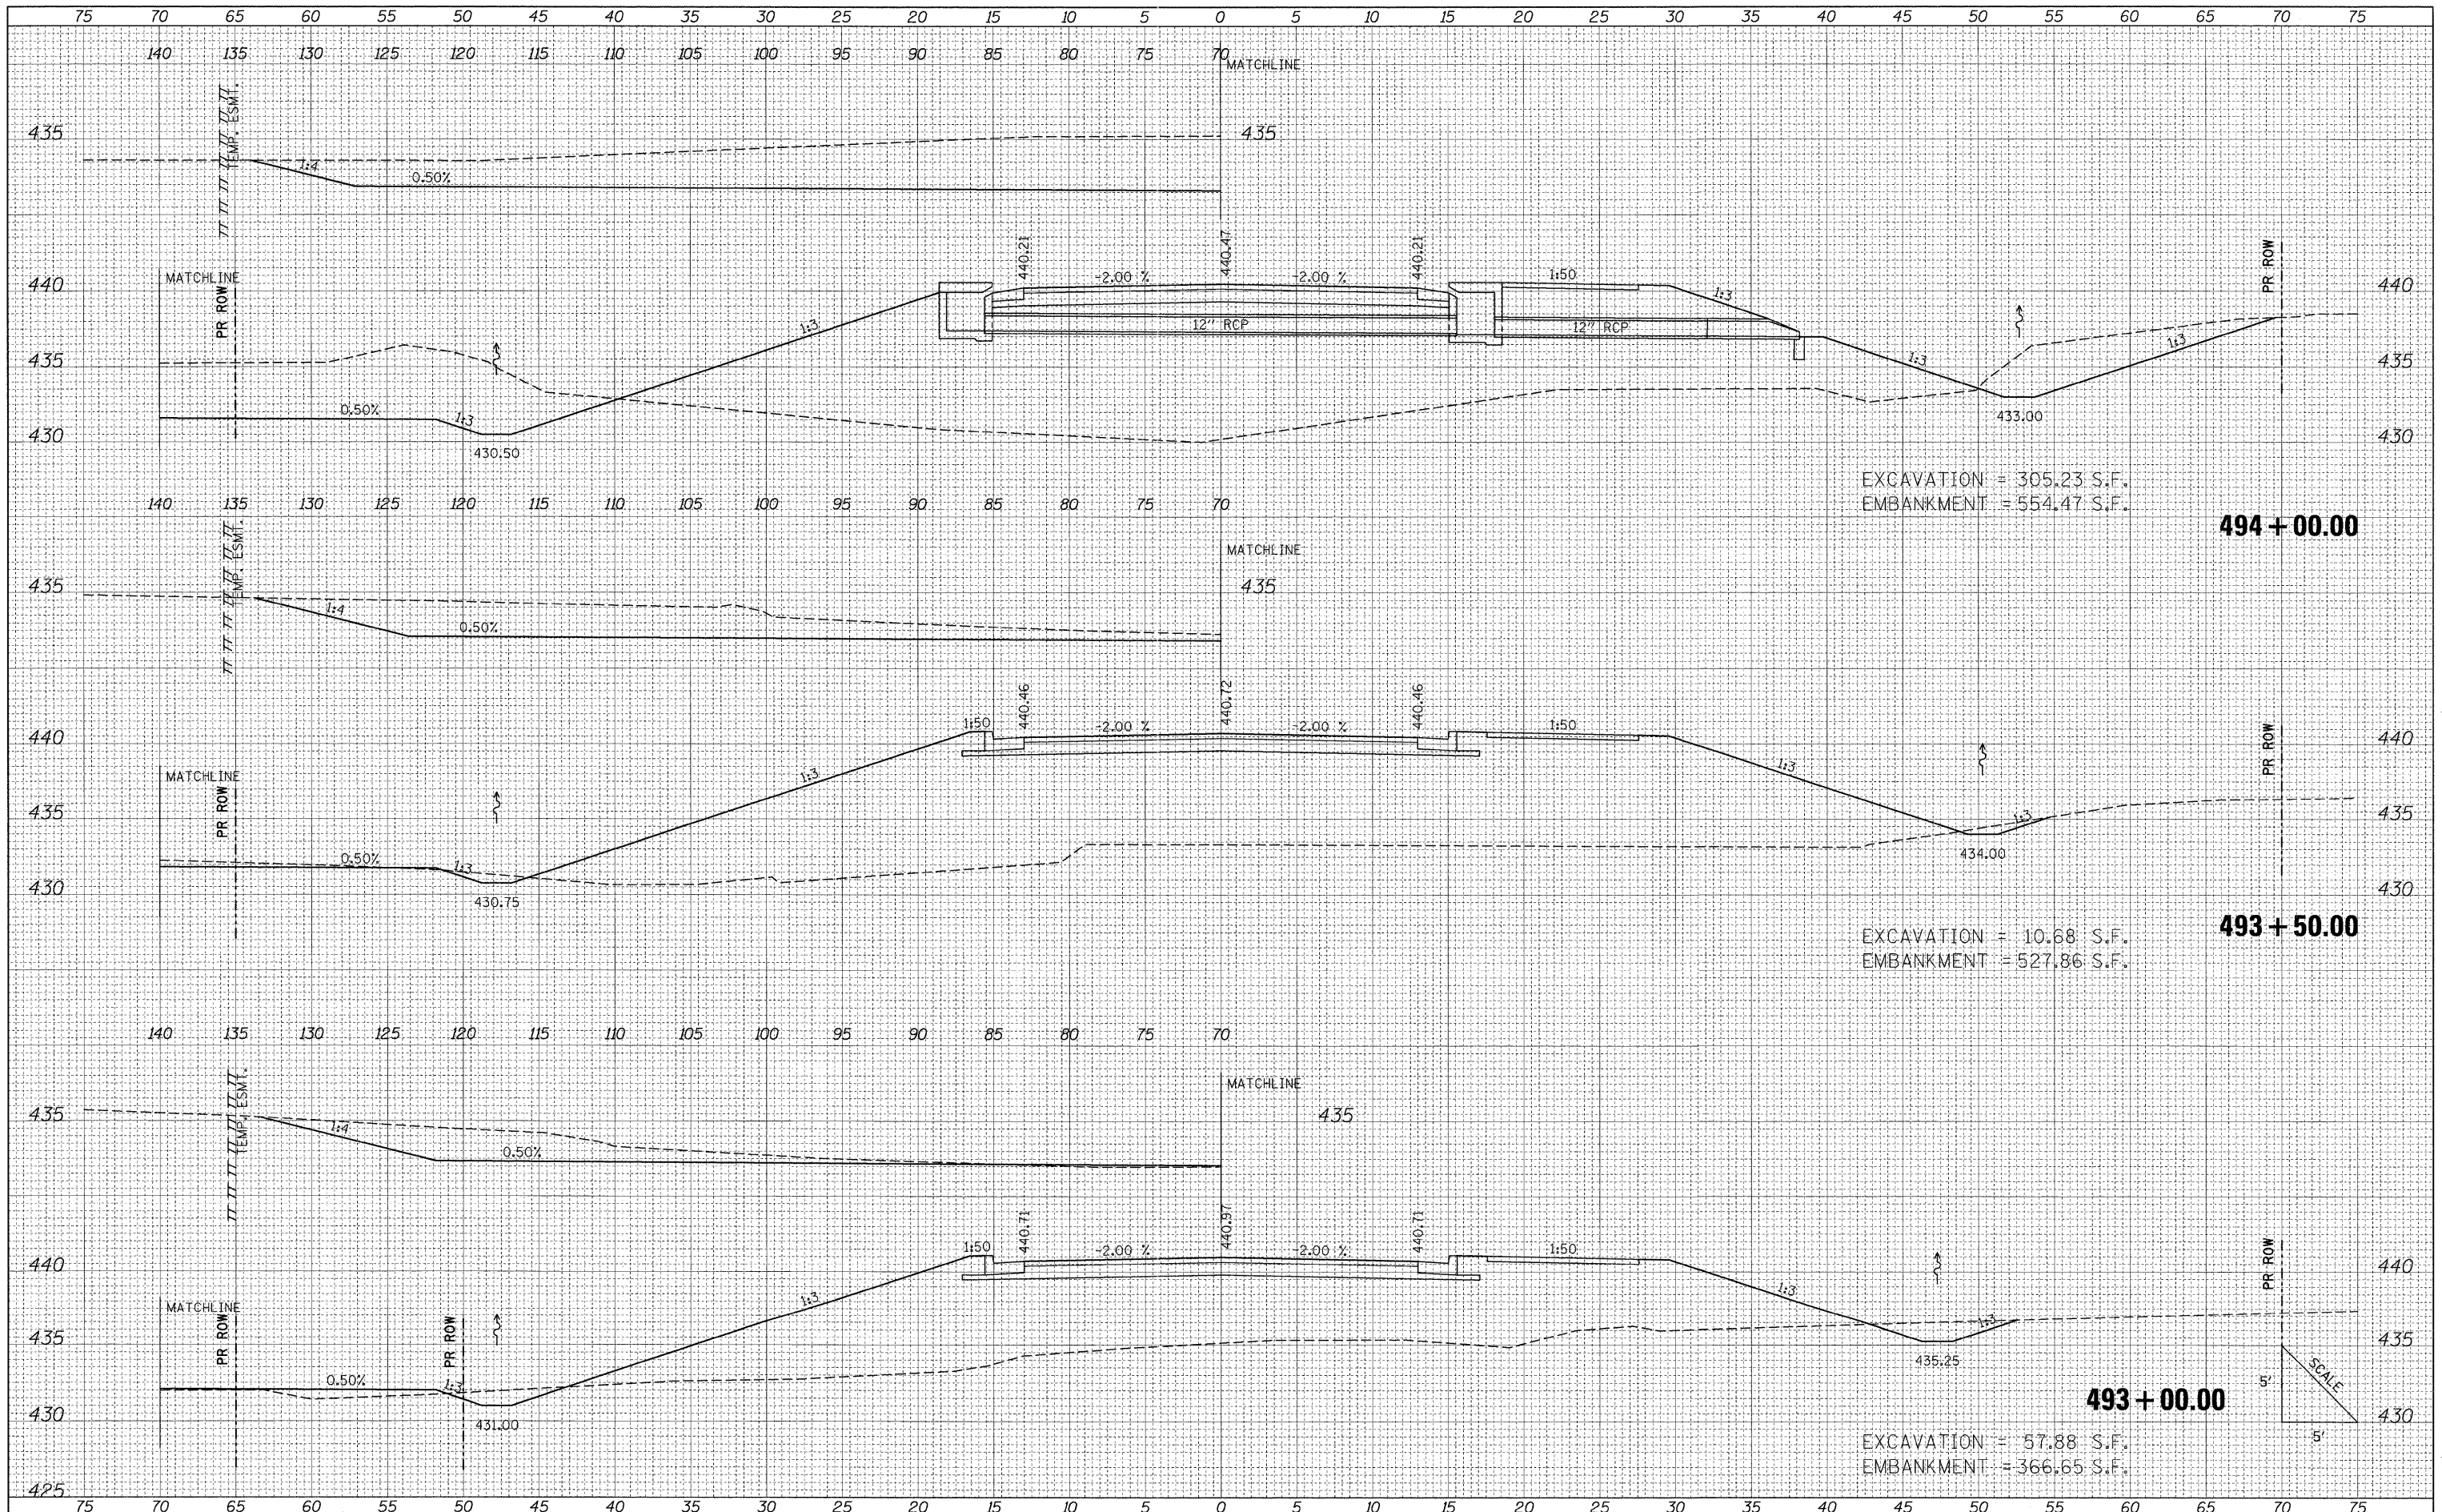 75 70 65 60 55 50 45 40 35 30 25 20 15 10 5 0 5 10 15 20 25 30 35 40 45 50 55 60 65 70 75
140 135 130 125 120 115 110 105 100 95 90 85 80 75 70
MATCHLINE
TEMP. ESMT.
435 435
1:4
0.50%
440.21 440.47 440.21
PR ROW
MATCHLINE
440 -2.00 % -2.00 % 1:50 440
PR ROW
1:3 1:3
12" RCP 12" RCP
435 1:3 1:3 435
0.50% 1:3
433.00
430 430
430.50
EXCAVATION = 305.23 S.F.
EMBANKMENT = 554.47 S.F.
140 135 130 125 120 115 110 105 100 95 90 85 80 75 70
494+00.00
TEMP. ESMT.
MATCHLINE
435 435
1:4
0.50%
440.46 440.72 440.46
1:50 -2.00 % -2.00 % 1:50
440 440
PR ROW
MATCHLINE
1:3 1:3
PR ROW
435 1:3 435
0.50% 1:3
434.00
430 430
430.75
493+50.00
EXCAVATION = 10.68 S.F.
EMBANKMENT = 527.86 S.F.
140 135 130 125 120 115 110 105 100 95 90 85 80 75 70
TEMP. ESMT.
MATCHLINE
435 435
1:4
0.50%
440.71 440.97 440.71
1:50 -2.00 % -2.00 % 1:50
440 440
PR ROW
MATCHLINE
1:3 1:3
PR ROW PR ROW
435 1:3 435
435.25
SCALE
5'
5'
0.50% 1:3
493+00.00
430 430
431.00
EXCAVATION = 57.88 S.F.
EMBANKMENT = 366.65 S.F.
425
75 70 65 60 55 50 45 40 35 30 25 20 15 10 5 0 5 10 15 20 25 30 35 40 45 50 55 60 65 70 75